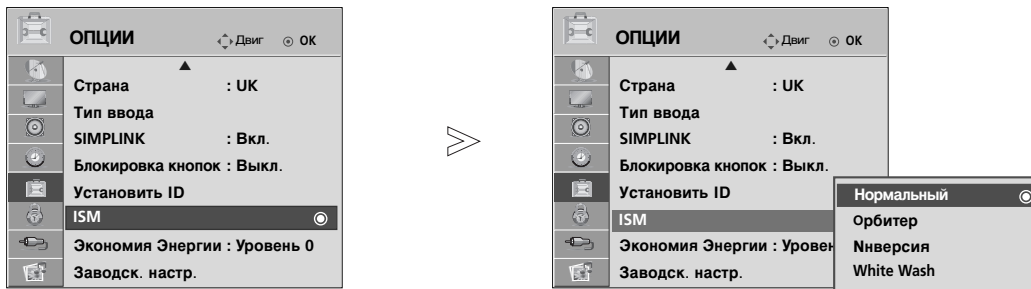 ОПЦИИ Двиг ОК
Страна : UK
Тип ввода
SIMPLINK : Вкл.
Блокировка кнопок : Выкл.
Установить ID
ISM
Экономия Энергии : Уровень 0
Заводск. настр.
ОПЦИИ Двиг ОК
Страна : UK
Тип ввода
SIMPLINK : Вкл.
Блокировка кнопок : Выкл.
Установить ID
ISM
Экономия Энергии : Уровен
Заводск. настр.
Нормальный
Орбитер
Nнверсия
White Wash